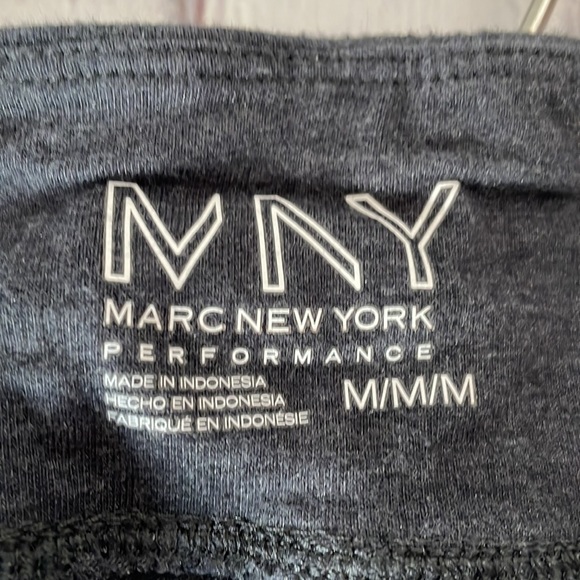 MNY
MARC NEW YORK
PERFORMANCE
MADE IN INDONESIA
HECHO EN INDONESIA
FABRIQUÉ EN INDONÉSIE
M/M/M